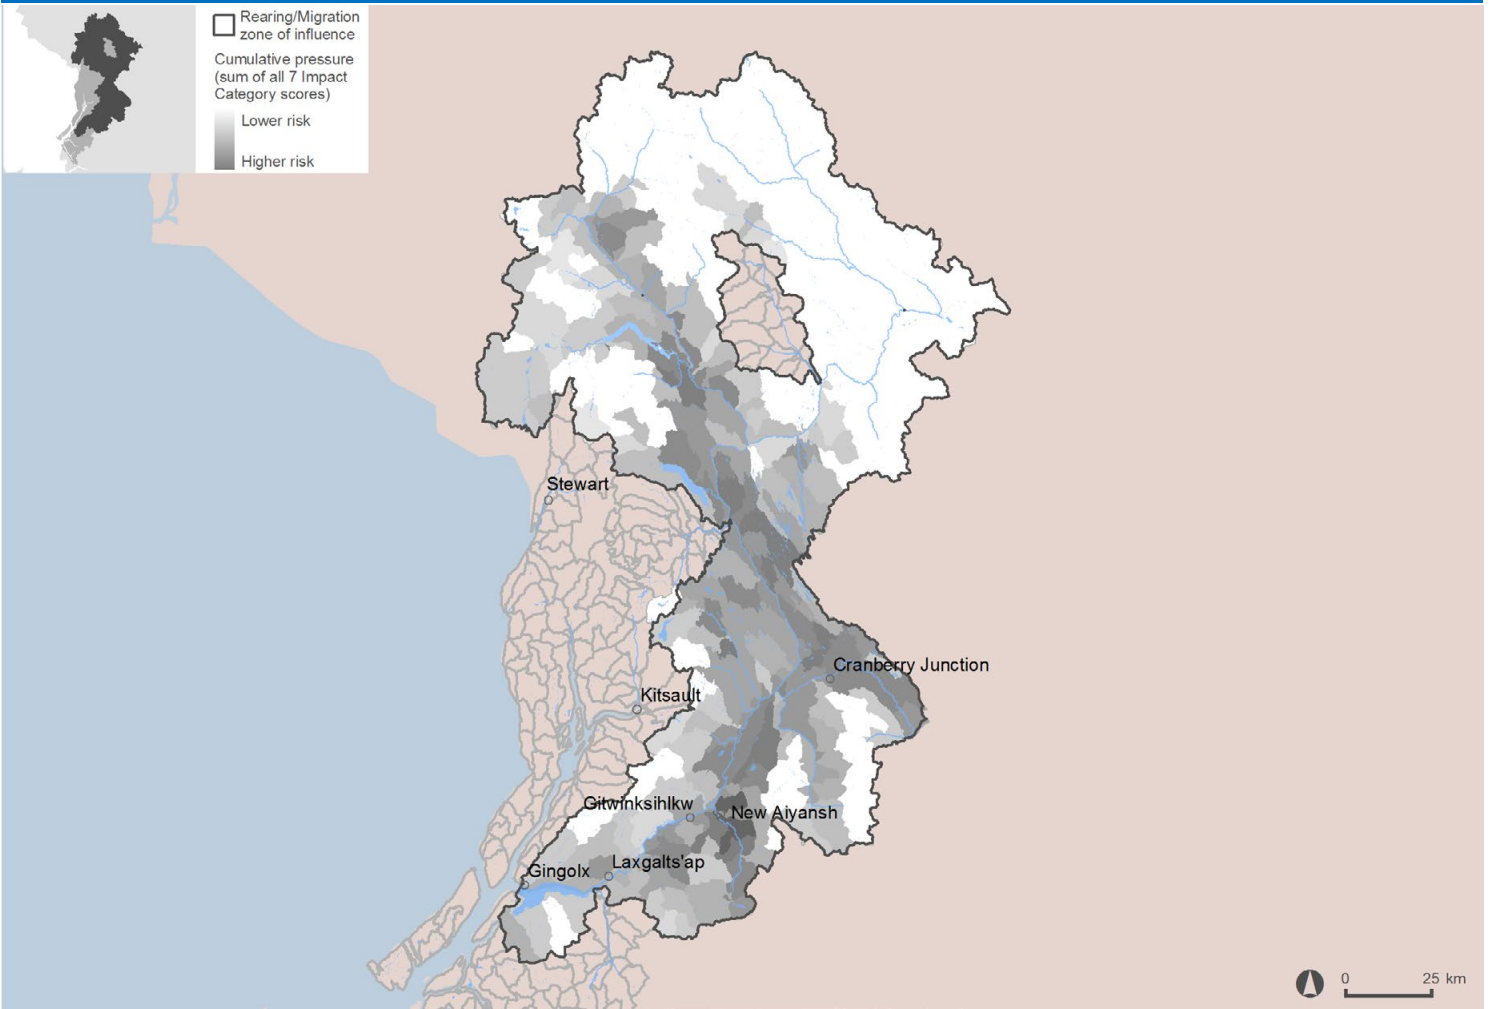 Rearing/Migration
zone of influence
Cumulative pressure
(sum of all 7 Impact
Category scores)
Lower risk
Higher risk
Stewart
Cranberry Junction
Kitsault
Gitwinksihlkw
New Aiyansh
Laxgalts'ap
Gingolx
0 25 km